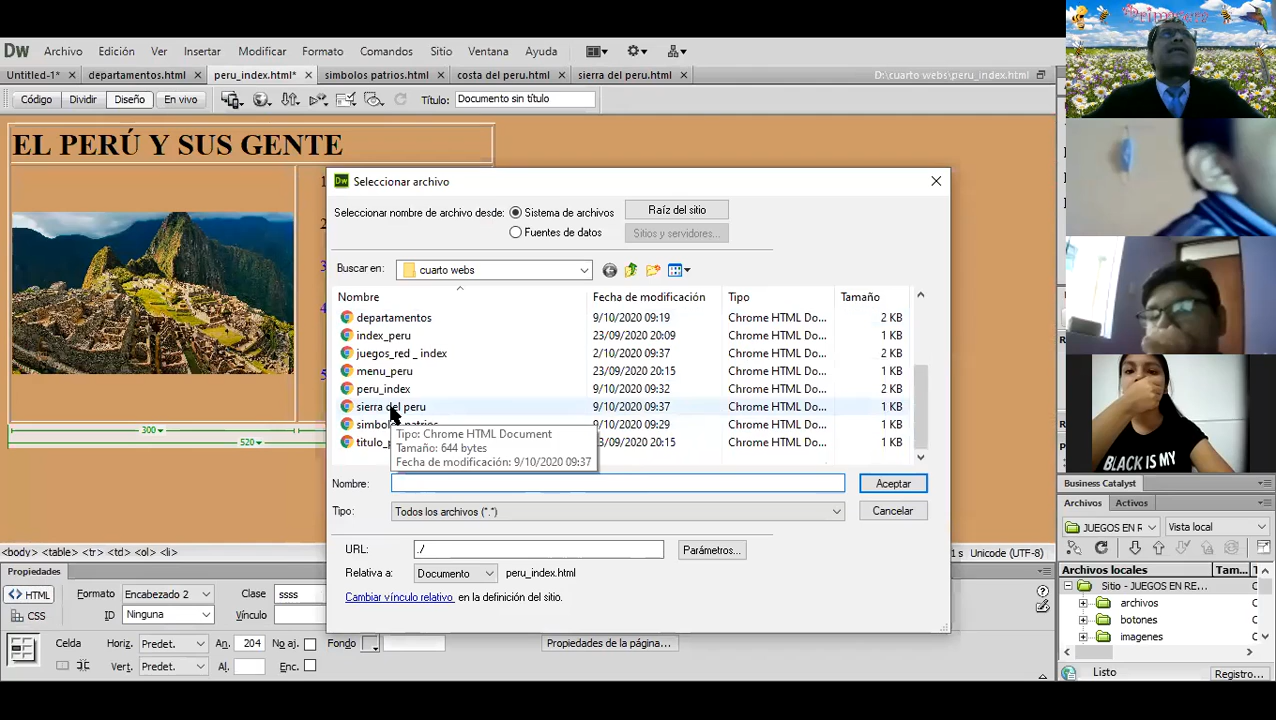 Dw Archivo Edición Ver Insertar Modificar Formato Comandos Sitio Ventana Ayuda
Untitled-1* × departamentos.html × peru_index.html* × simbolos patrios.html × costa del peru.html × sierra del peru.html × D:\cuarto webs\peru_index.html
Código Dividir Diseño En vivo Título: Documento sin título
EL PERÚ Y SUS GENTE
Dw Seleccionar archivo
Seleccionar nombre de archivo desde: Sistema de archivos Raíz del sitio
Fuentes de datos Sitios y servidores...
Buscar en: cuarto webs
Nombre Fecha de modificación Tipo Tamaño
departamentos 9/10/2020 09:19 Chrome HTML Do... 2 KB
index_peru 23/09/2020 20:09 Chrome HTML Do... 1 KB
juegos_red _ index 2/10/2020 09:37 Chrome HTML Do... 1 KB
menu_peru 23/09/2020 20:15 Chrome HTML Do... 1 KB
peru_index 9/10/2020 09:32 Chrome HTML Do... 2 KB
sierra del peru 9/10/2020 09:37 Chrome HTML Do... 1 KB
simbolos patrios 9/10/2020 09:29 Chrome HTML Do... 1 KB
3/09/2020 20:15 Chrome HTML Do... 1 KB
Tipo: Chrome HTML Document
Tamaño: 644 bytes
Fecha de modificación: 9/10/2020 09:37
Nombre: Aceptar
Tipo: Todos los archivos (*.*) Cancelar
URL: ./ Parámetros...
Relativa a: Documento peru_index.html
Cambiar vínculo relativo en la definición del sitio.
300
520
<body> <table> <tr> <td> <ol> <li> 1 s Unicode (UTF-8)
Propiedades
HTML Formato Encabezado 2 Clase ssss
CSS ID Ninguna Vínculo
Celda Horiz. Predet. An. 204 No aj. Fondo Propiedades de la página...
Vert. Predet. Al. Enc.
Primavera
BLACK IS MY
Business Catalyst
Archivos Activos
JUEGOS EN R Vista local
Archivos locales Tam...
Sitio - JUEGOS EN RE...
archivos
botones
imagenes
Listo Registro...